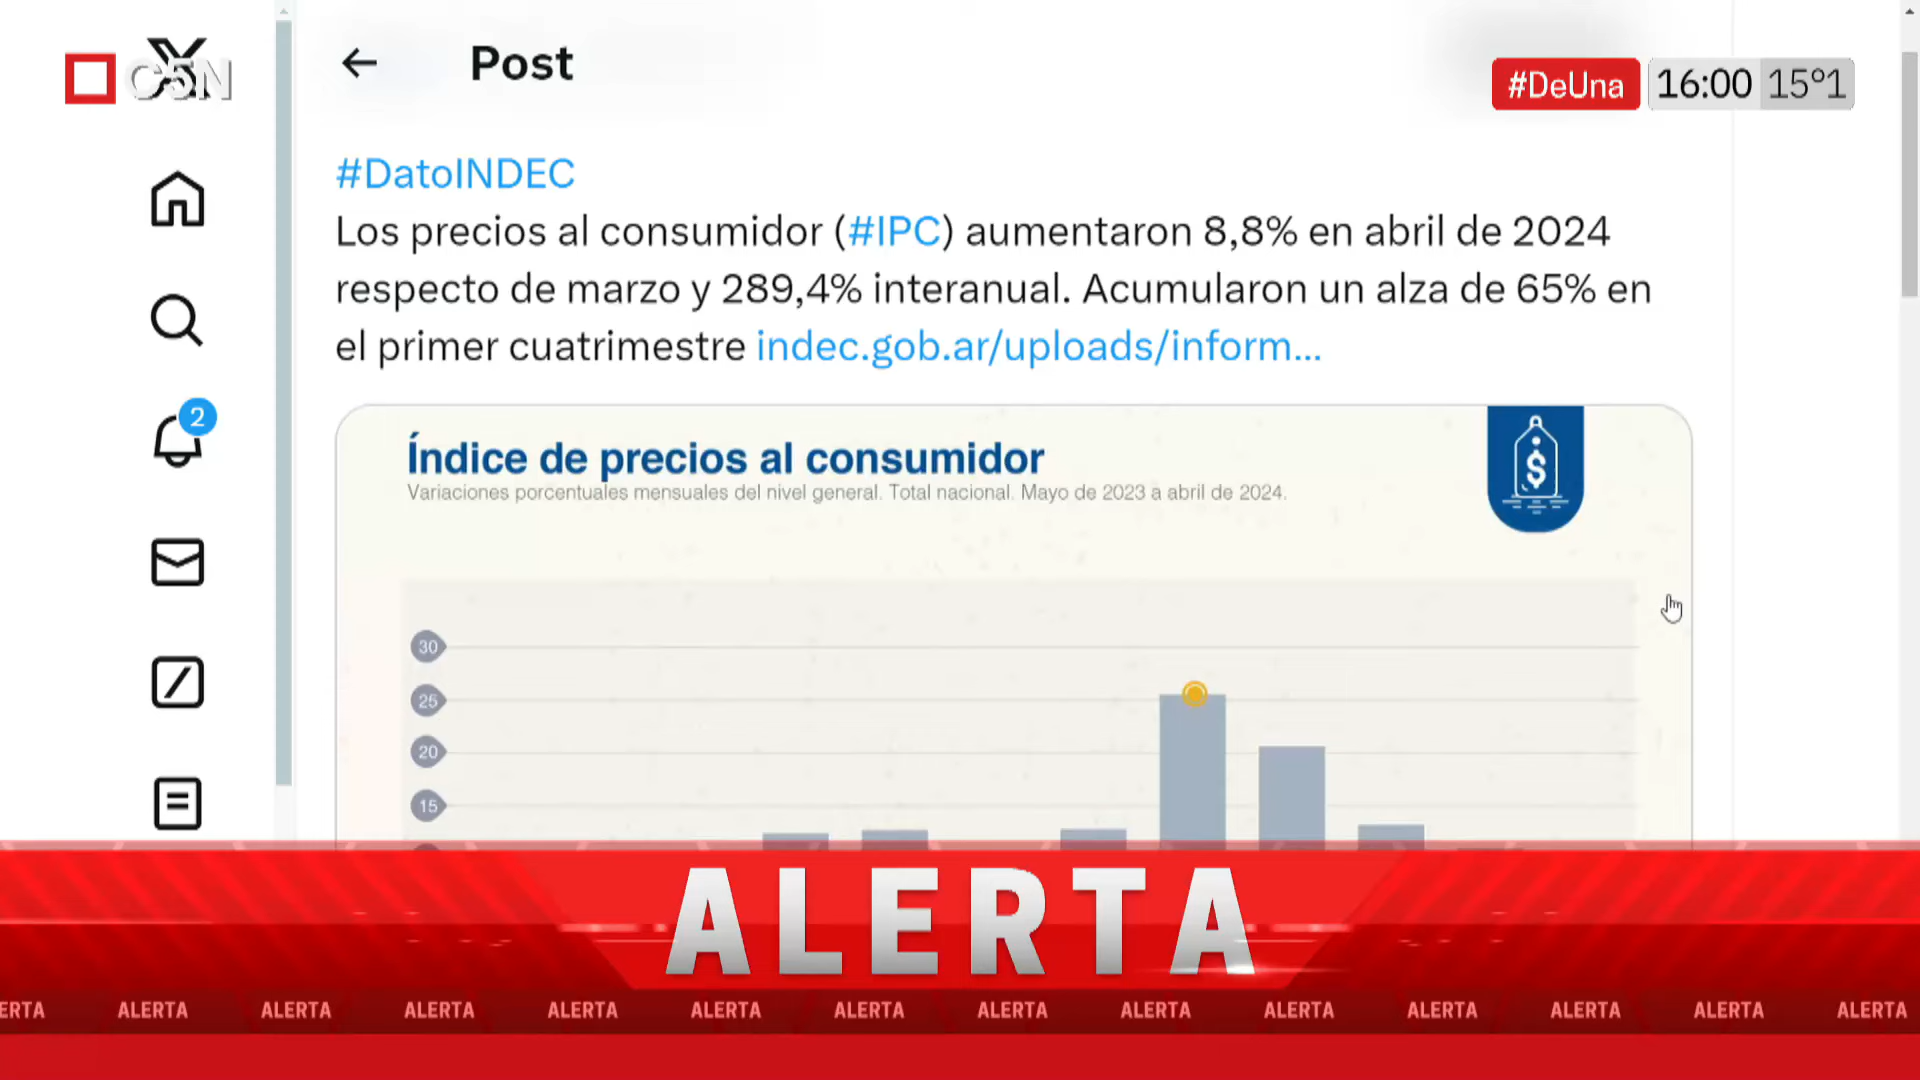 C5N
Post
#DeUna
16:00
15°1
#DatoINDEC
Los precios al consumidor (#IPC) aumentaron 8,8% en abril de 2024
respecto de marzo y 289,4% interanual. Acumularon un alza de 65% en
el primer cuatrimestre indec.gob.ar/uploads/inform...
2
Índice de precios al consumidor
Variaciones porcentuales mensuales del nivel general. Total nacional. Mayo de 2023 a abril de 2024.
$
30
25
20
15
ALERTA
ERTA ALERTA ALERTA ALERTA ALERTA ALERTA ALERTA ALERTA ALERTA ALERTA ALERTA ALERTA ALERTA ALERTA